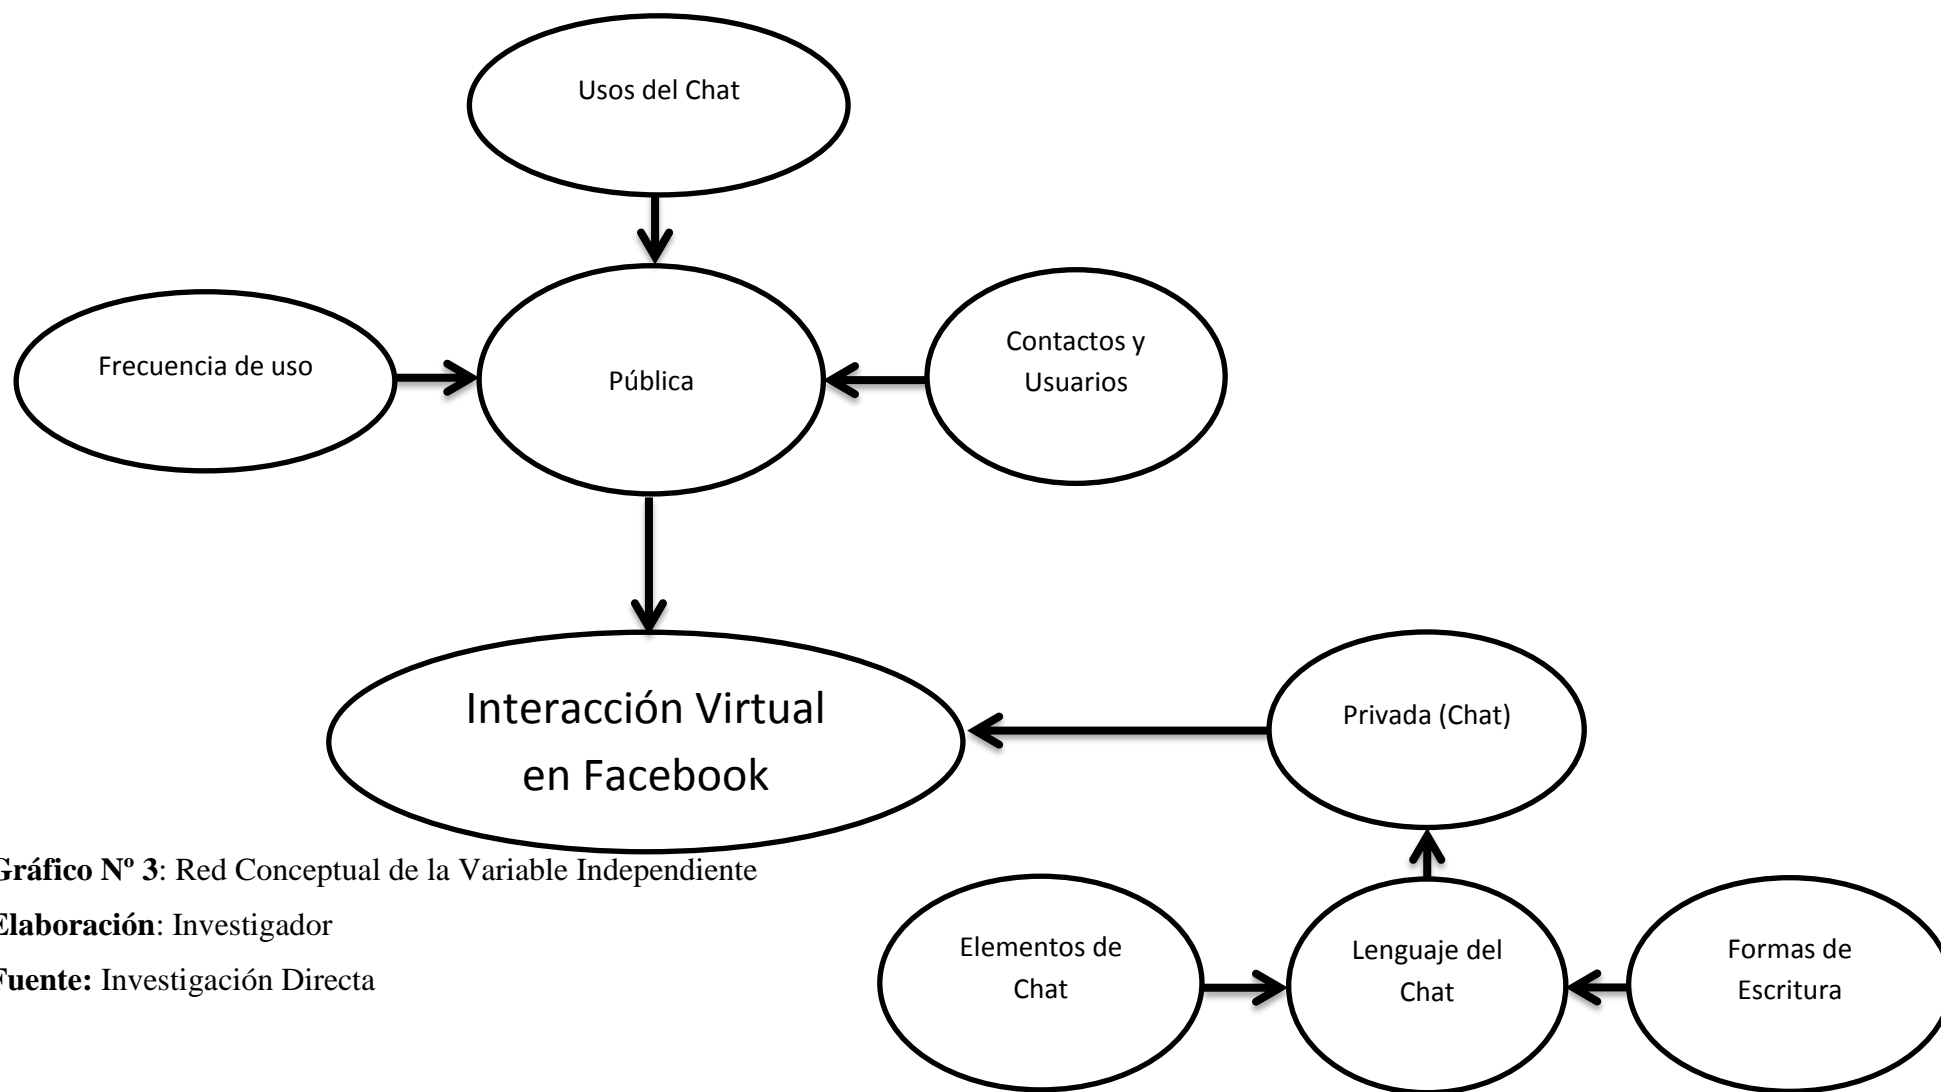 Usos del Chat
Frecuencia de uso
Pública
Contactos y
Usuarios
Interacción Virtual
en Facebook
Privada (Chat)
Gráfico Nº 3: Red Conceptual de la Variable Independiente
Elaboración: Investigador
Fuente: Investigación Directa
Elementos de
Chat
Lenguaje del
Chat
Formas de
Escritura